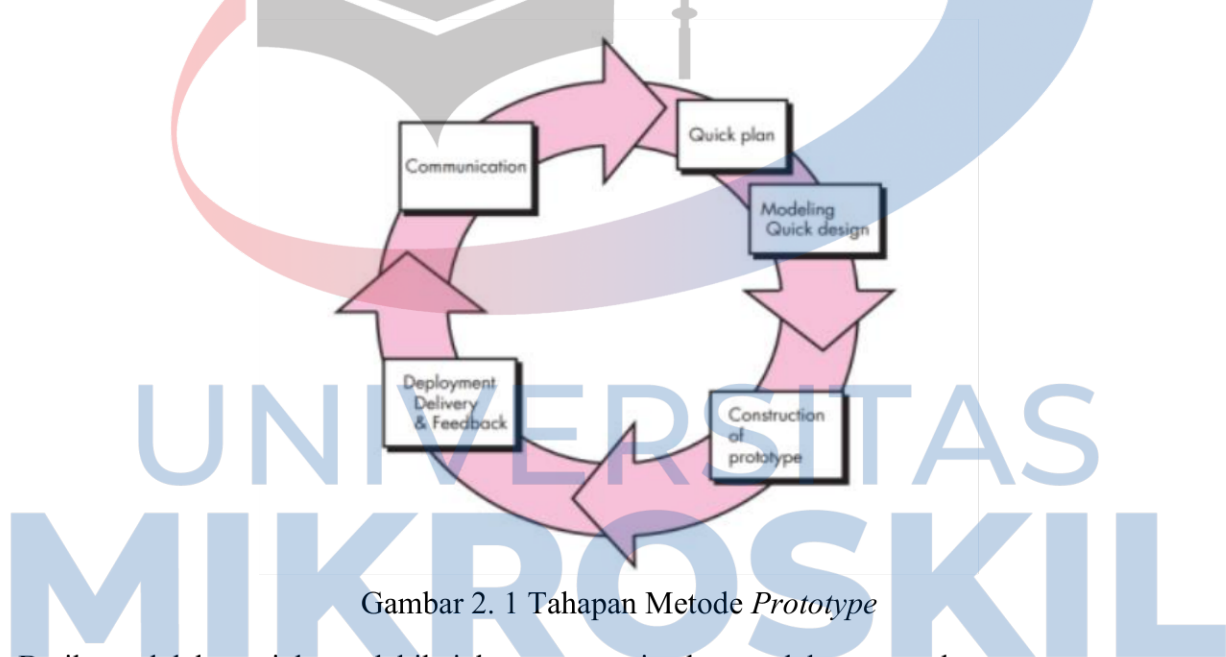 Communication
Quick plan
Modeling
Quick design
Construction
of
prototype
Deployment
Delivery
& Feedback
UNIVERSITAS
MIKROSKIL
Gambar 2. 1 Tahapan Metode Prototype